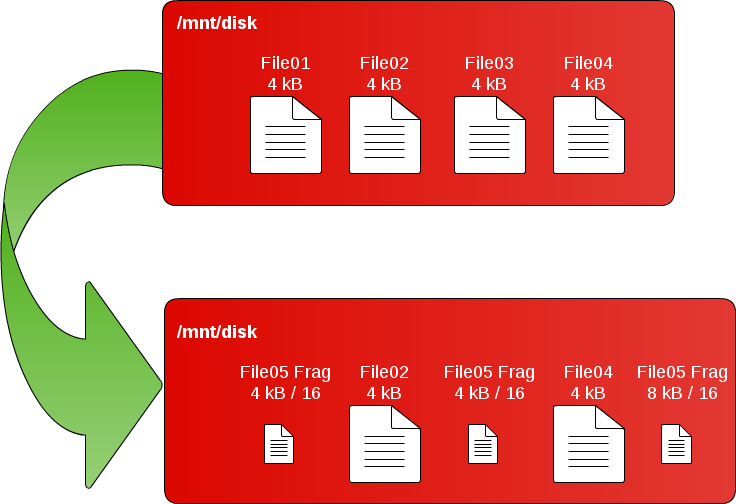 /mnt/disk
File01 File02 File03 File04
4 kB 4 kB 4 kB 4 kB
/mnt/disk
File05 Frag File02 File05 Frag File04 File05 Frag
4 kB / 16 4 kB 4 kB / 16 4 kB 8 kB / 16